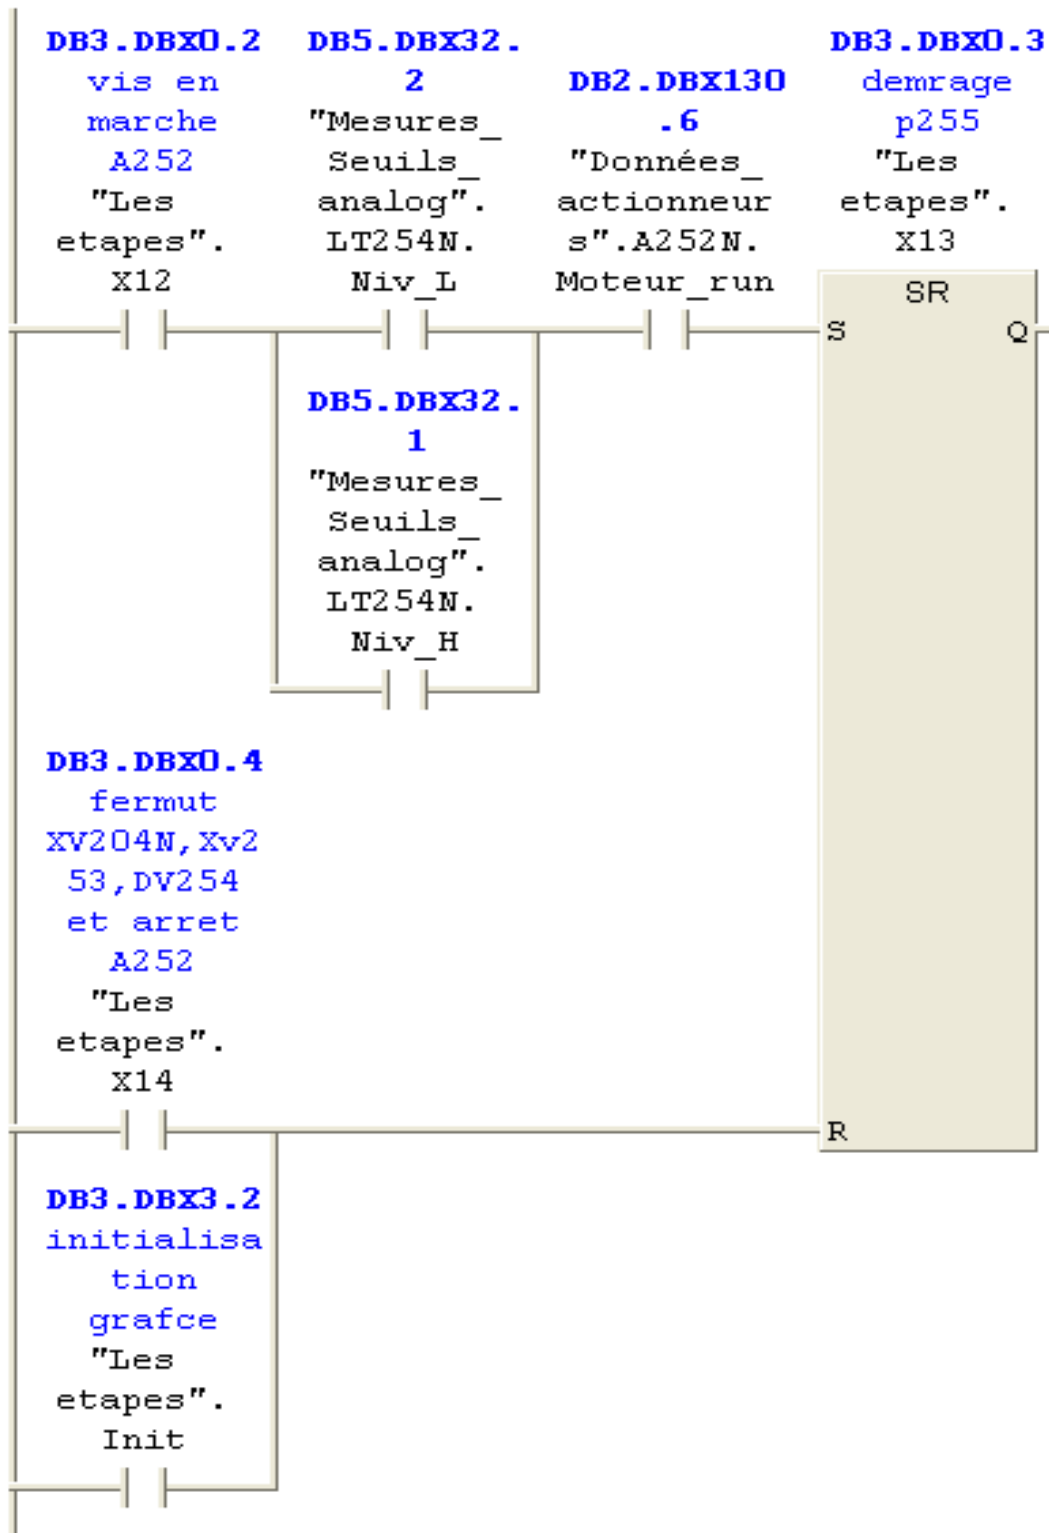 DB3.DBX0.2
vis en
marche
A252
"Les
etapes".
X12
DB5.DBX32.
2
"Mesures_
Seuils_
analog".
LT254N.
Niv_L
DB2.DBX130
.6
"Données_
actionneur
s".A252N.
Moteur_run
DB3.DBX0.3
demrage
p255
"Les
etapes".
X13
SR
S
Q
DB5.DBX32.
1
"Mesures_
Seuils_
analog".
LT254N.
Niv_H
DB3.DBX0.4
fermut
XV204N,Xv2
53,DV254
et arret
A252
"Les
etapes".
X14
R
DB3.DBX3.2
initialisa
tion
grafce
"Les
etapes".
Init